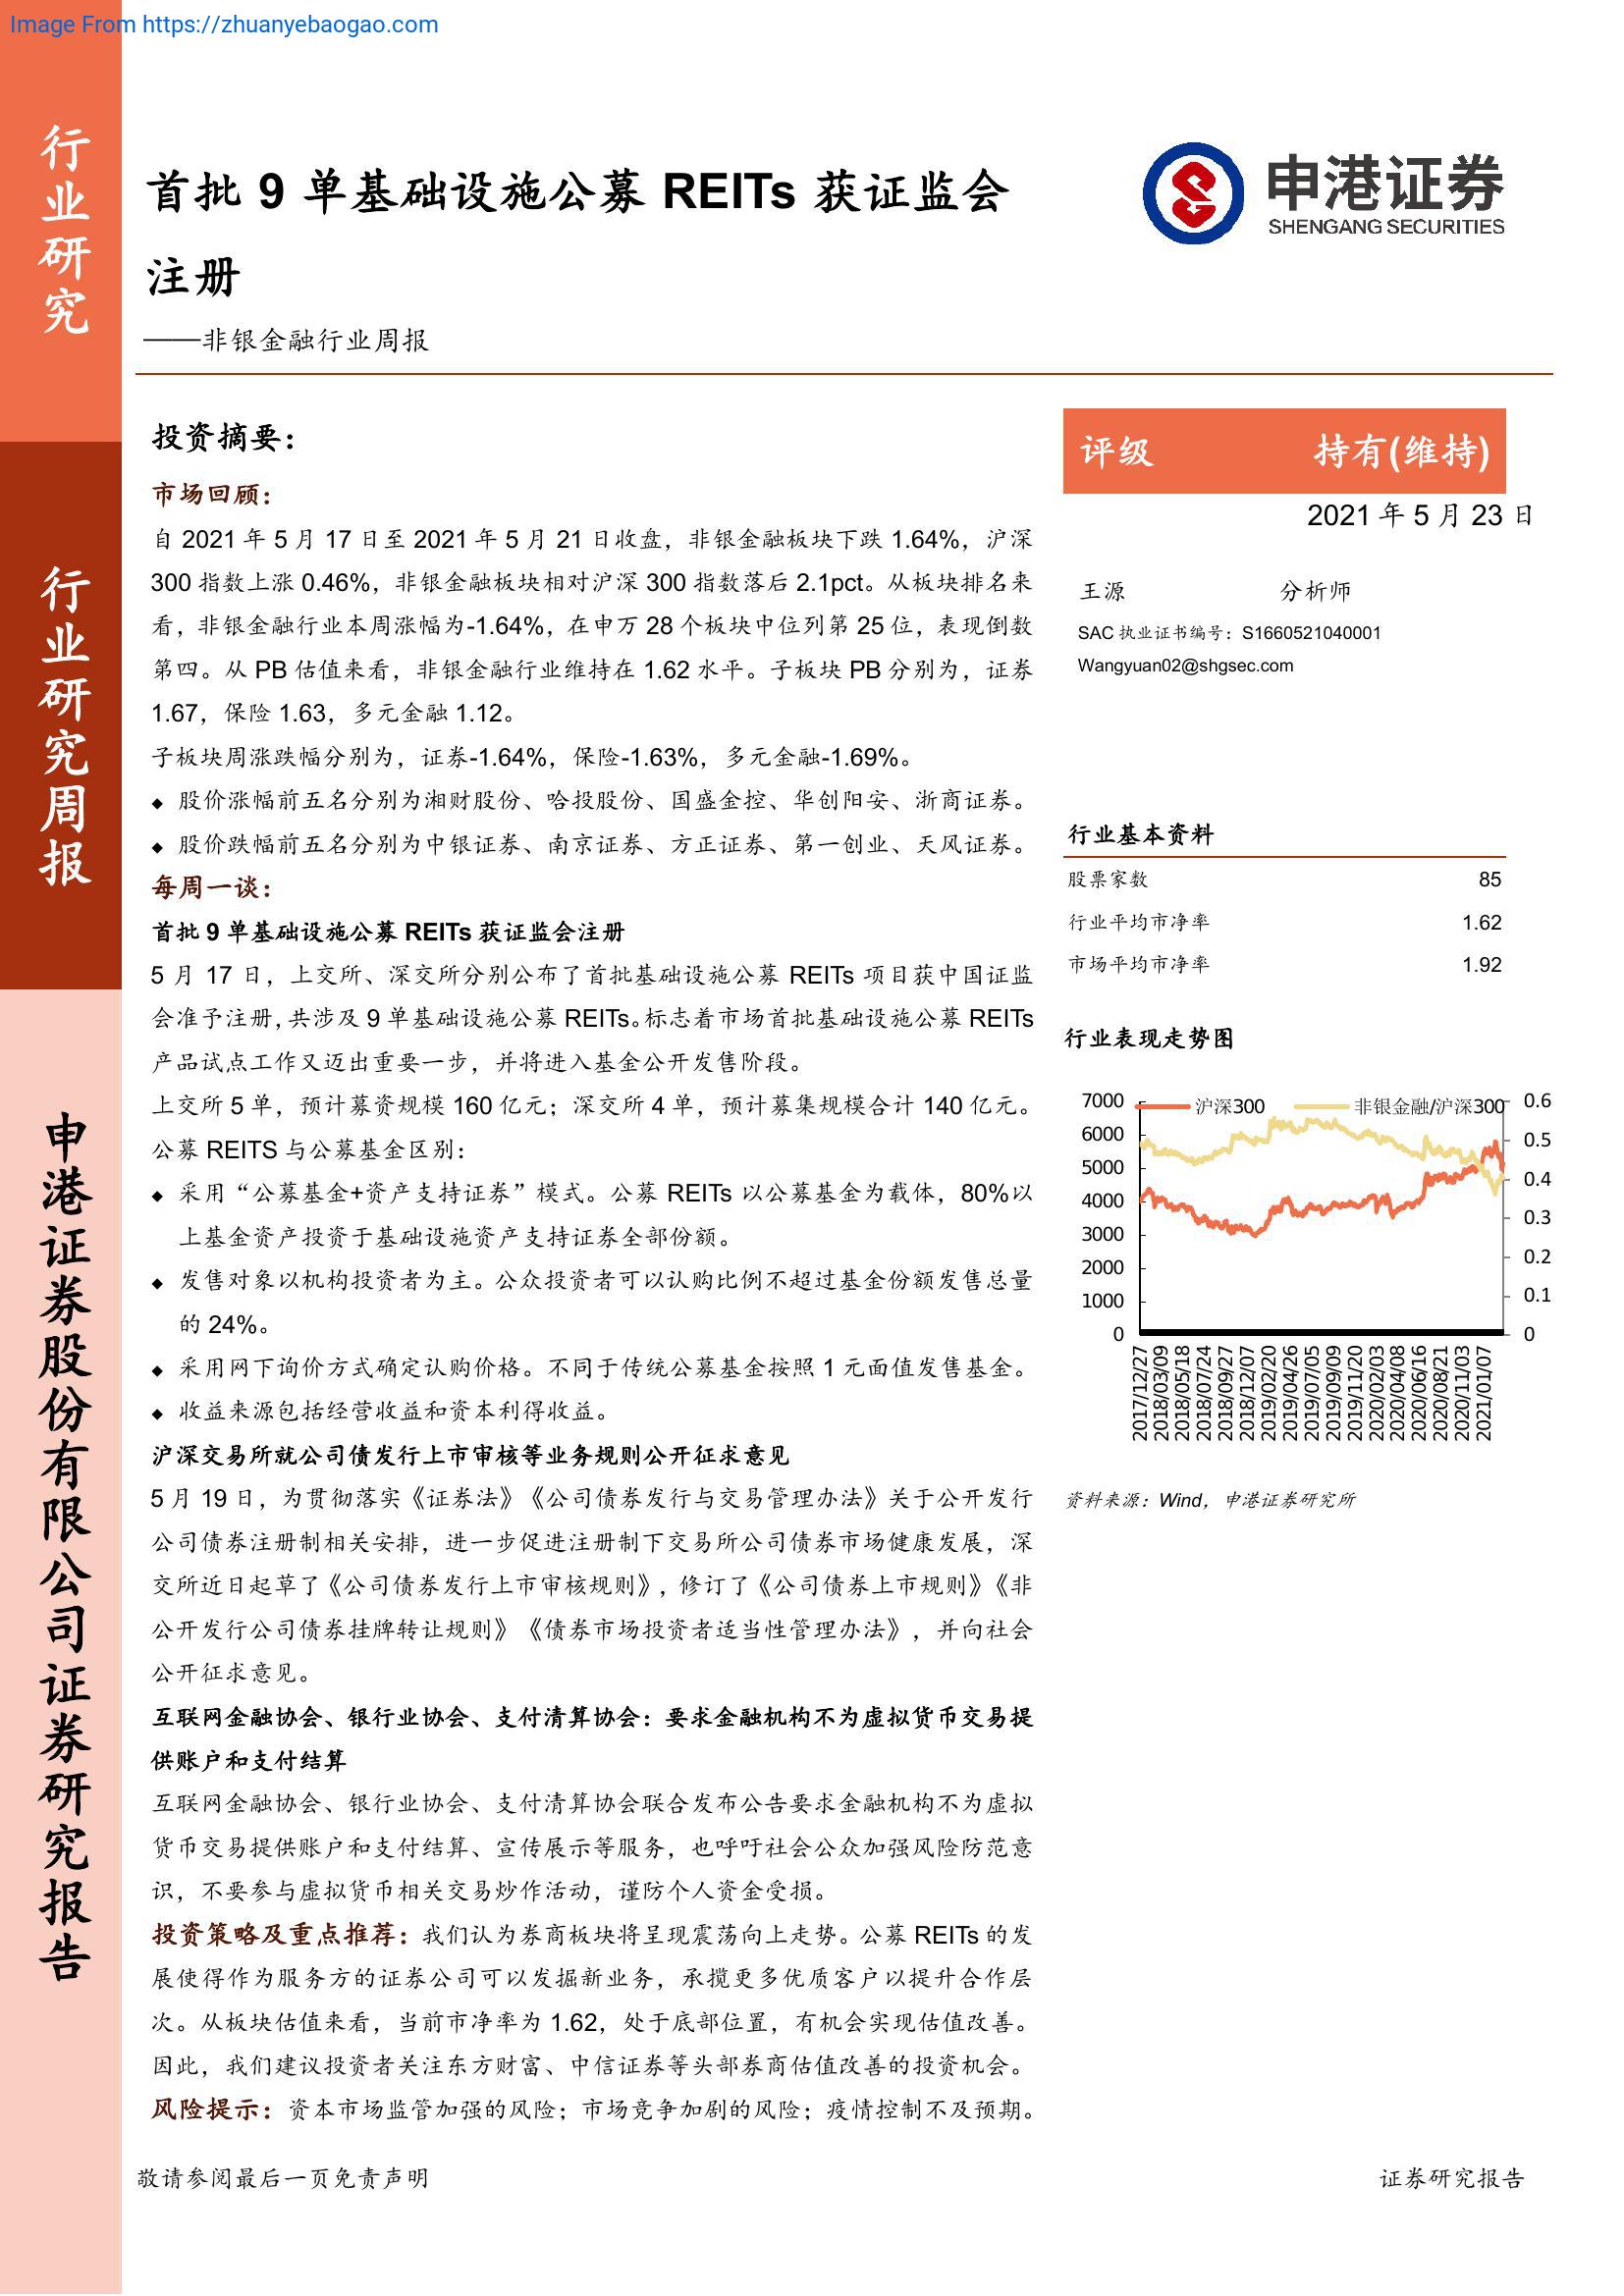 Image From https://zhuanyebaogao.com
行业研究
行业研究周报
申港证券股份有限公司证券研究报告
首批 9 单基础设施公募 REITs 获证监会
注册
——非银金融行业周报
申港证券
SHENGANG SECURITIES
投资摘要：
市场回顾：
自 2021 年 5 月 17 日至 2021 年 5 月 21 日收盘，非银金融板块下跌 1.64%，沪深
300 指数上涨 0.46%，非银金融板块相对沪深 300 指数落后 2.1pct。从板块排名来
看，非银金融行业本周涨幅为-1.64%，在申万 28 个板块中位列第 25 位，表现倒数
第四。从 PB 估值来看，非银金融行业维持在 1.62 水平。子板块 PB 分别为，证券
1.67，保险 1.63，多元金融 1.12。
子板块周涨跌幅分别为，证券-1.64%，保险-1.63%，多元金融-1.69%。
◆ 股价涨幅前五名分别为湘财股份、哈投股份、国盛金控、华创阳安、浙商证券。
◆ 股价跌幅前五名分别为中银证券、南京证券、方正证券、第一创业、天风证券。
每周一谈：
首批 9 单基础设施公募 REITs 获证监会注册
5 月 17 日，上交所、深交所分别公布了首批基础设施公募 REITs 项目获中国证监
会准予注册，共涉及 9 单基础设施公募 REITs。标志着市场首批基础设施公募 REITs
产品试点工作又迈出重要一步，并将进入基金公开发售阶段。
上交所 5 单，预计募资规模 160 亿元；深交所 4 单，预计募集规模合计 140 亿元。
公募 REITS 与公募基金区别：
◆ 采用“公募基金+资产支持证券”模式。公募 REITs 以公募基金为载体，80%以
上基金资产投资于基础设施资产支持证券全部份额。
◆ 发售对象以机构投资者为主。公众投资者可以认购比例不超过基金份额发售总量
的 24%。
◆ 采用网下询价方式确定认购价格。不同于传统公募基金按照 1 元面值发售基金。
◆ 收益来源包括经营收益和资本利得收益。
沪深交易所就公司债发行上市审核等业务规则公开征求意见
5 月 19 日，为贯彻落实《证券法》《公司债券发行与交易管理办法》关于公开发行
公司债券注册制相关安排，进一步促进注册制下交易所公司债券市场健康发展，深
交所近日起草了《公司债券发行上市审核规则》，修订了《公司债券上市规则》《非
公开发行公司债券挂牌转让规则》《债券市场投资者适当性管理办法》，并向社会
公开征求意见。
互联网金融协会、银行业协会、支付清算协会：要求金融机构不为虚拟货币交易提
供账户和支付结算
互联网金融协会、银行业协会、支付清算协会联合发布公告要求金融机构不为虚拟
货币交易提供账户和支付结算、宣传展示等服务，也呼吁社会公众加强风险防范意
识，不要参与虚拟货币相关交易炒作活动，谨防个人资金受损。
投资策略及重点推荐：我们认为券商板块将呈现震荡向上走势。公募 REITs 的发
展使得作为服务方的证券公司可以发掘新业务，承揽更多优质客户以提升合作层
次。从板块估值来看，当前市净率为 1.62，处于底部位置，有机会实现估值改善。
因此，我们建议投资者关注东方财富、中信证券等头部券商估值改善的投资机会。
风险提示：资本市场监管加强的风险；市场竞争加剧的风险；疫情控制不及预期。
评级 持有(维持)
2021 年 5 月 23 日
王源 分析师
SAC 执业证书编号：S1660521040001
Wangyuan02@shgsec.com
行业基本资料
股票家数 85
行业平均市净率 1.62
市场平均市净率 1.92
行业表现走势图
沪深300 非银金融/沪深300
7000 0.6
6000 0.5
5000 0.4
4000 0.3
3000 0.2
2000 0.1
1000 0
0
2017/12/27
2018/03/09
2018/05/18
2018/07/24
2018/09/27
2018/12/07
2019/02/20
2019/04/26
2019/07/05
2019/09/09
2019/11/20
2020/02/03
2020/04/08
2020/06/16
2020/08/21
2020/11/03
2021/01/07
资料来源：Wind，申港证券研究所
敬请参阅最后一页免责声明 证券研究报告